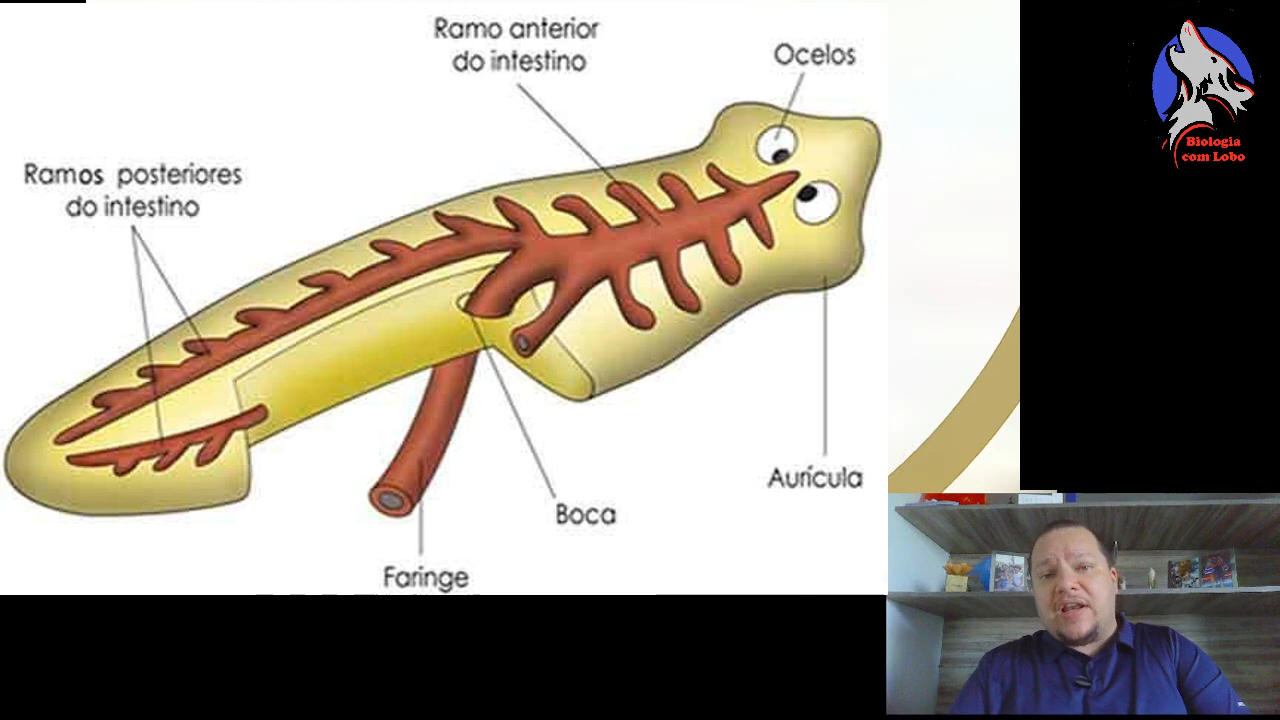 Ramo anterior
do intestino
Ocelos
Ramos posteriores
do intestino
Aurícula
Boca
Faringe
Biologia
com Lobo